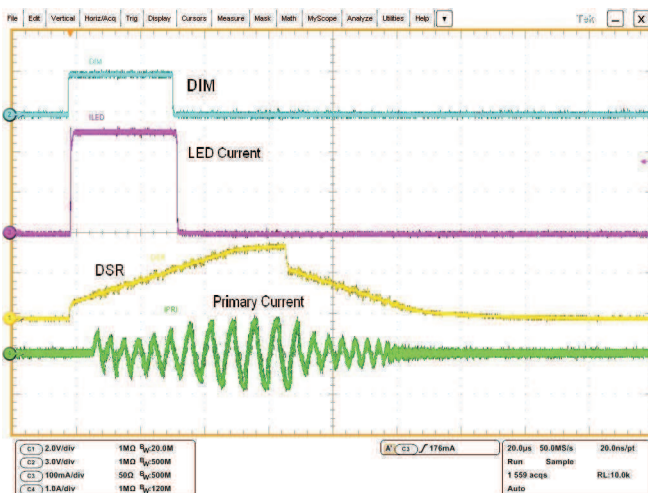 File Edit Vertical Horiz/Acq Trig Display Cursors Measure Mask Math MyScope Analyze Utilities Help Tek X
DIM
DIM
ILED
LED Current
DSR
DSR
IPRI
Primary Current
C1 2.0V/div 1MΩ BW:20.0M
C2 3.0V/div 1MΩ BW:500M
C3 100mA/div 50Ω BW:500M
C4 1.0A/div 1MΩ BW:120M
A' C3 176mA
20.0µs 50.0MS/s 20.0ns/pt
Run Sample
1 559 acqs RL:10.0k
Auto